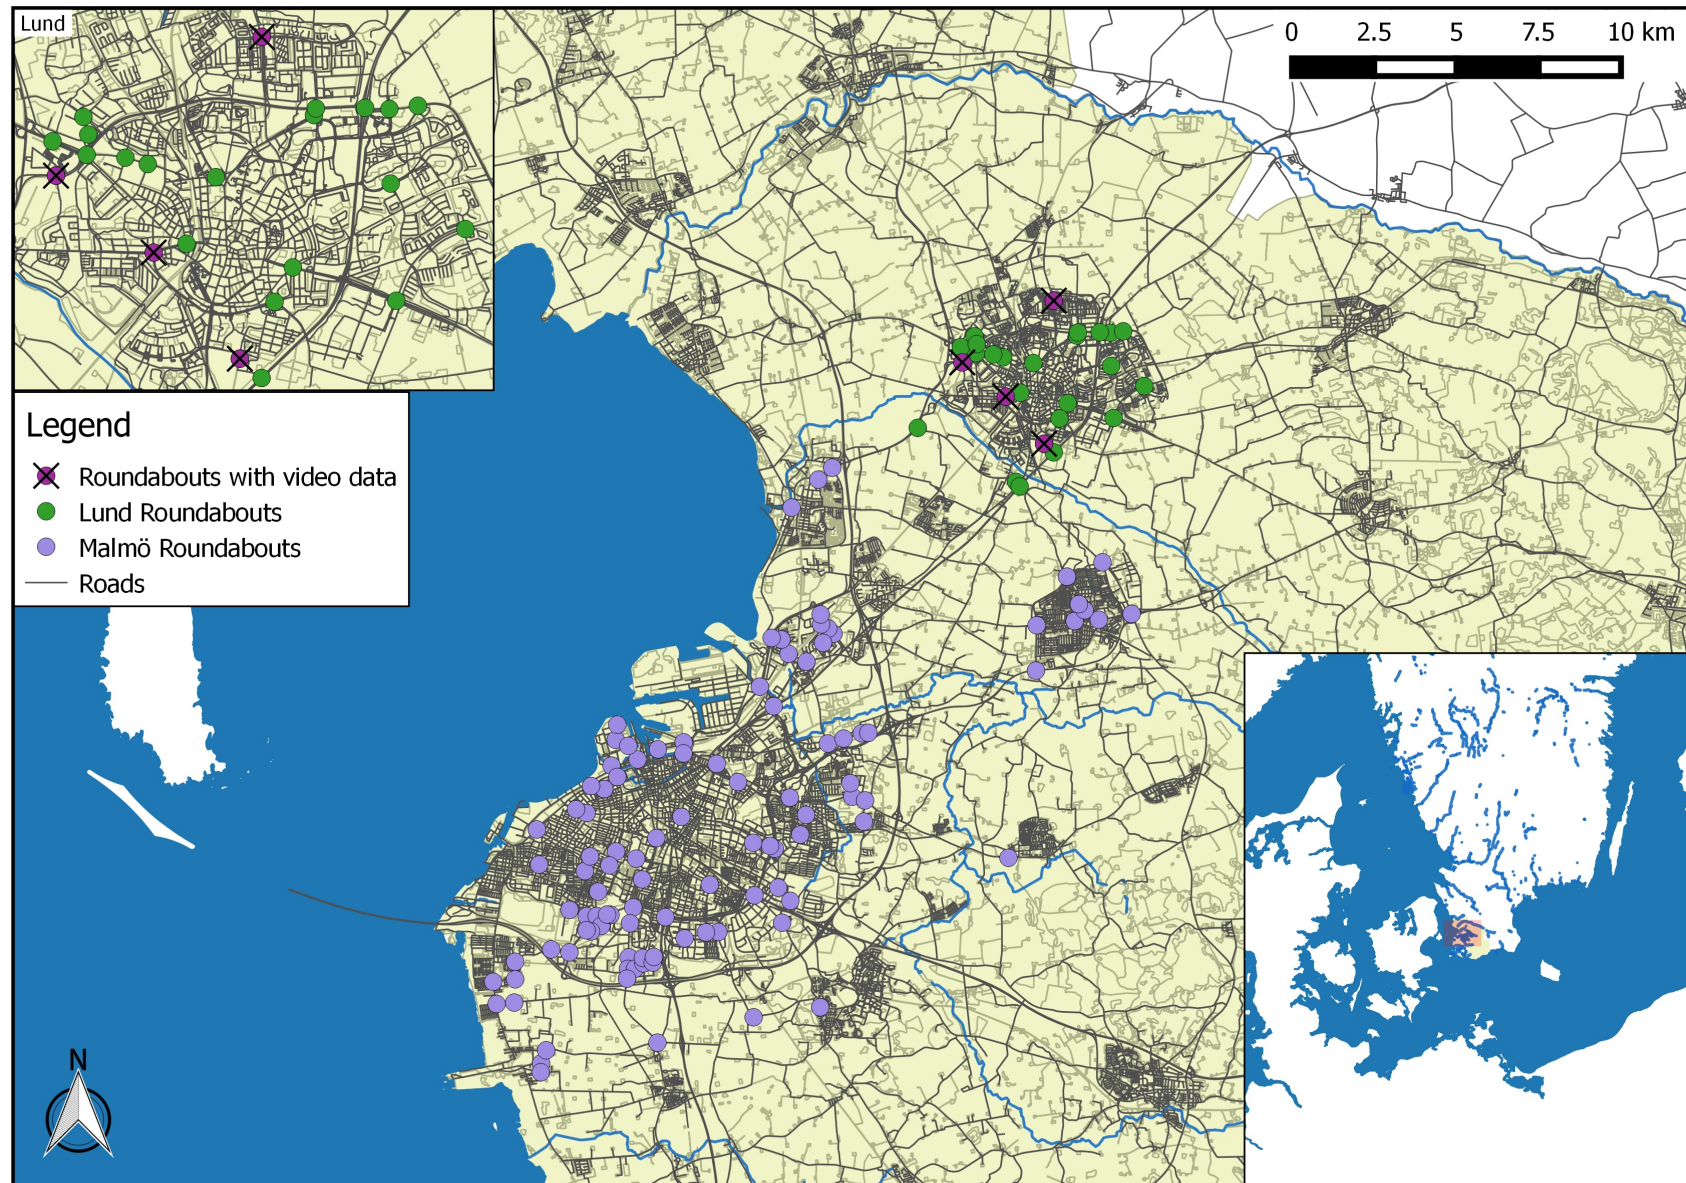 Lund
0 2.5 5 7.5 10 km
Legend
Roundabouts with video data
Lund Roundabouts
Malmö Roundabouts
Roads
N